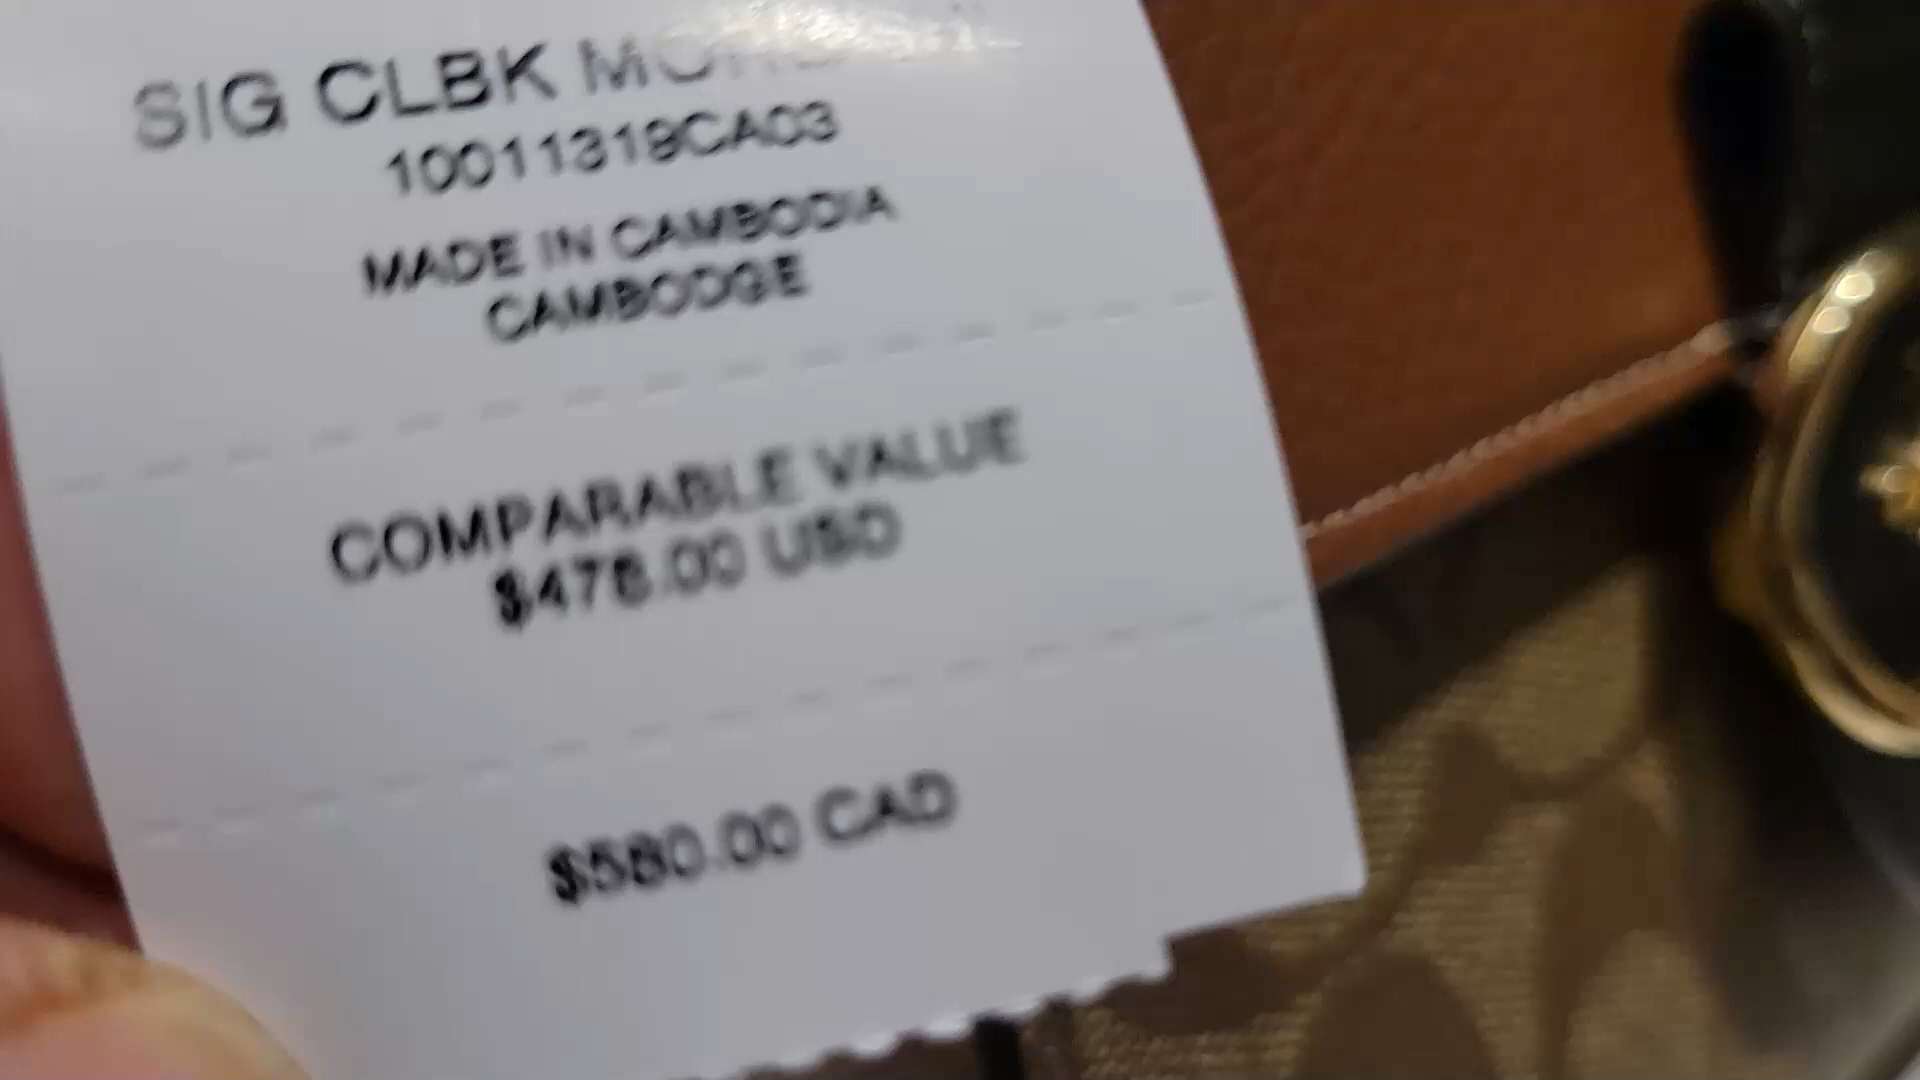 SIG CLBK
10011319CA03
MADE IN CAMBODIA
CAMBODGE
COMPARABLE VALUE
$478.00 USD
$580.00 CAD